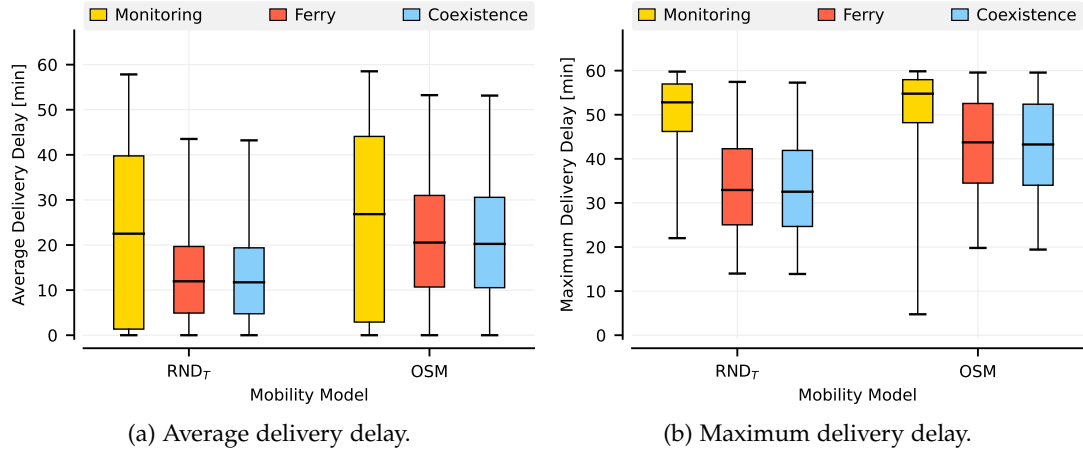 Monitoring Ferry Coexistence
Average Delivery Delay [min]
60
50
40
30
20
10
0
RND_T OSM
Mobility Model
(a) Average delivery delay.
Monitoring Ferry Coexistence
Maximum Delivery Delay [min]
60
50
40
30
20
10
0
RND_T OSM
Mobility Model
(b) Maximum delivery delay.